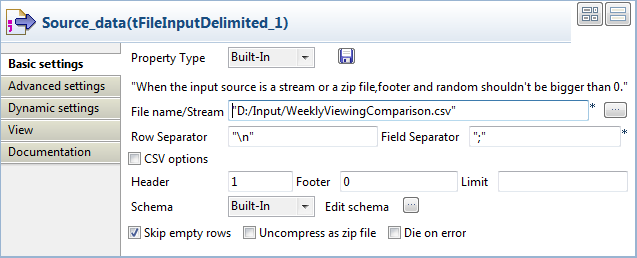 Source_data(tFileInputDelimited_1)
Basic settings
Advanced settings
Dynamic settings
View
Documentation
Property Type Built-In
"When the input source is a stream or a zip file,footer and random shouldn't be bigger than 0."
File name/Stream "D:/Input/WeeklyViewingComparison.csv" * ...
Row Separator "\n" Field Separator ";" *
CSV options
Header 1 Footer 0 Limit
Schema Built-In Edit schema ...
Skip empty rows Uncompress as zip file Die on error